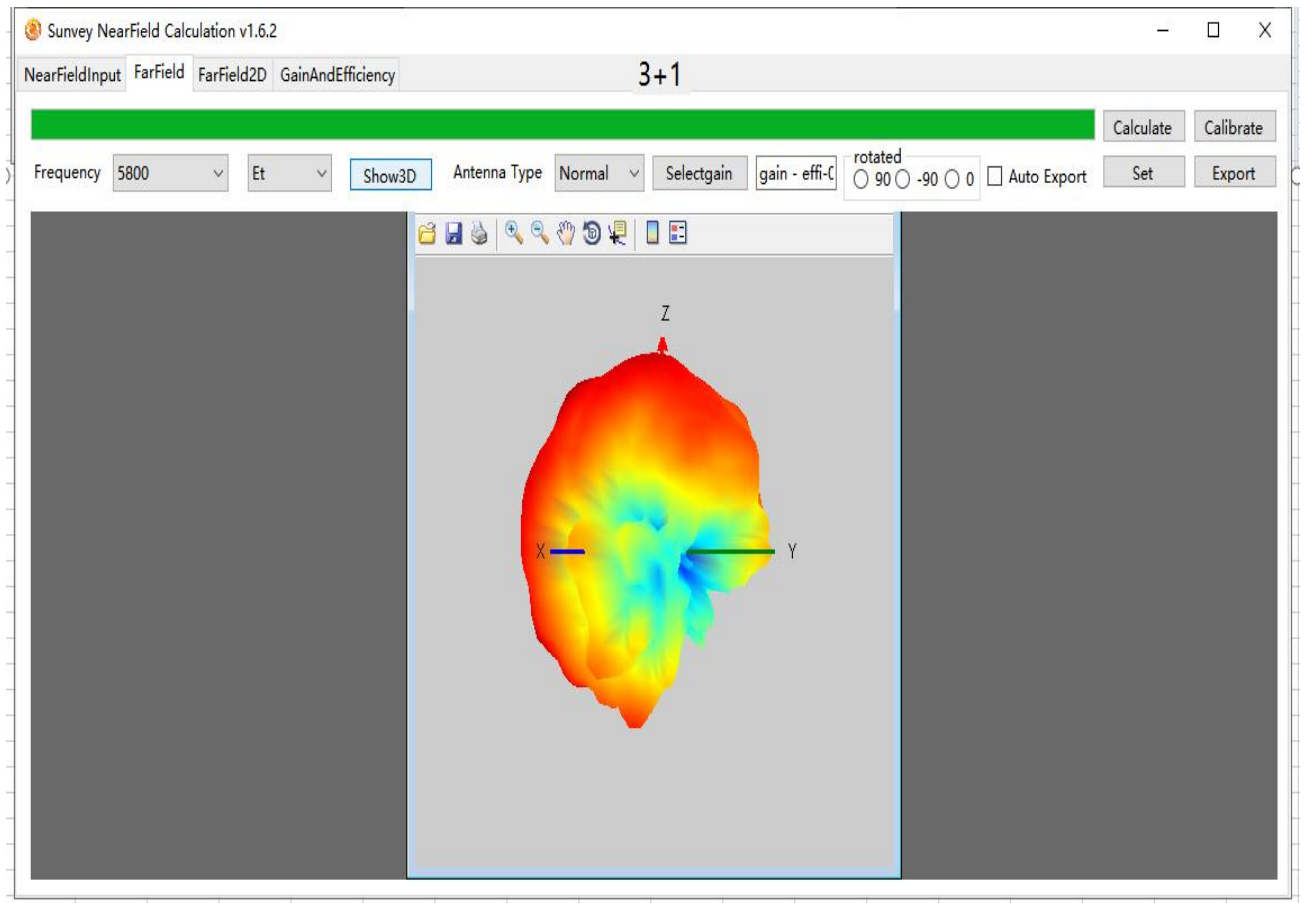 Sunvey NearField Calculation v1.6.2
NearFieldInput FarField FarField2D GainAndEfficiency 3+1
Calculate Calibrate
Frequency 5800 Et Show3D Antenna Type Normal Selectgain gain - effi-C rotated 90 -90 0 Auto Export Set Export
Z
X Y